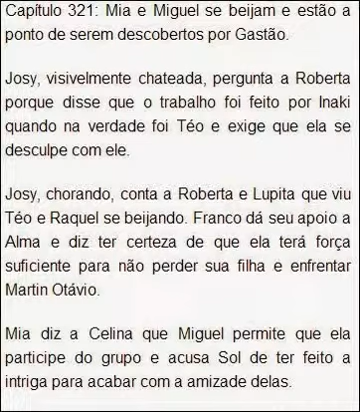 Capítulo 321: Mia e Miguel se beijam e estão a
ponto de serem descobertos por Gastão.
Josy, visivelmente chateada, pergunta a Roberta
porque disse que o trabalho foi feito por Inaki
quando na verdade foi Téo e exige que ela se
desculpe com ele.
Josy, chorando, conta a Roberta e Lupita que viu
Téo e Raquel se beijando. Franco dá seu apoio a
Alma e diz ter certeza de que ela terá força
suficiente para não perder sua filha e enfrentar
Martin Otávio.
Mia diz a Celina que Miguel permite que ela
participe do grupo e acusa Sol de ter feito a
intriga para acabar com a amizade delas.